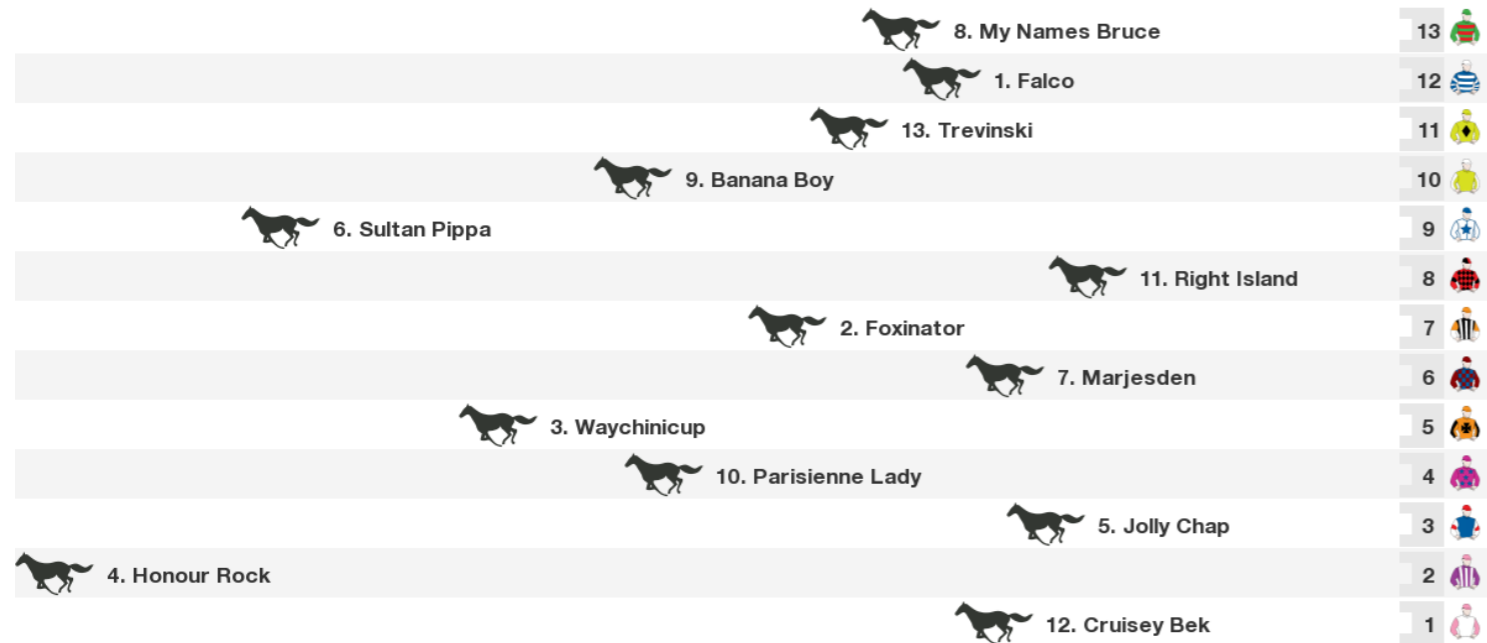 8. My Names Bruce 13
1. Falco 12
13. Trevinski 11
9. Banana Boy 10
6. Sultan Pippa 9
11. Right Island 8
2. Foxinator 7
7. Marjesden 6
3. Waychinicup 5
10. Parisienne Lady 4
5. Jolly Chap 3
4. Honour Rock 2
12. Cruisey Bek 1